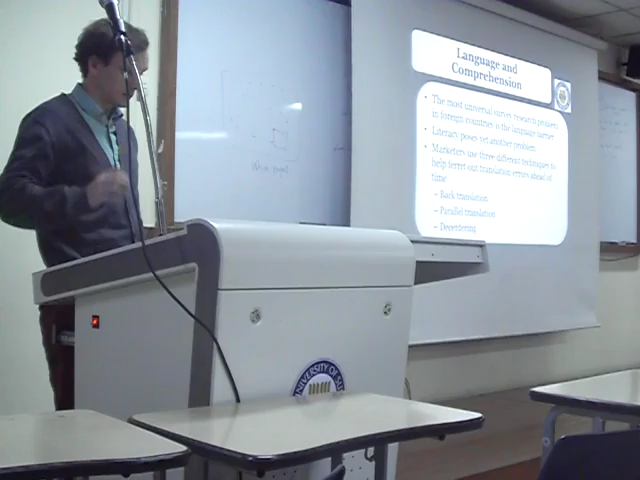 Language and
Comprehension
• The most universal survey research problem
in foreign countries is the language barrier
• Literacy poses yet another problem
• Marketers use three different techniques to
help ferret out translation errors ahead of
time
– Back translation
– Parallel translation
– Decentering
UNIVERSITY OF